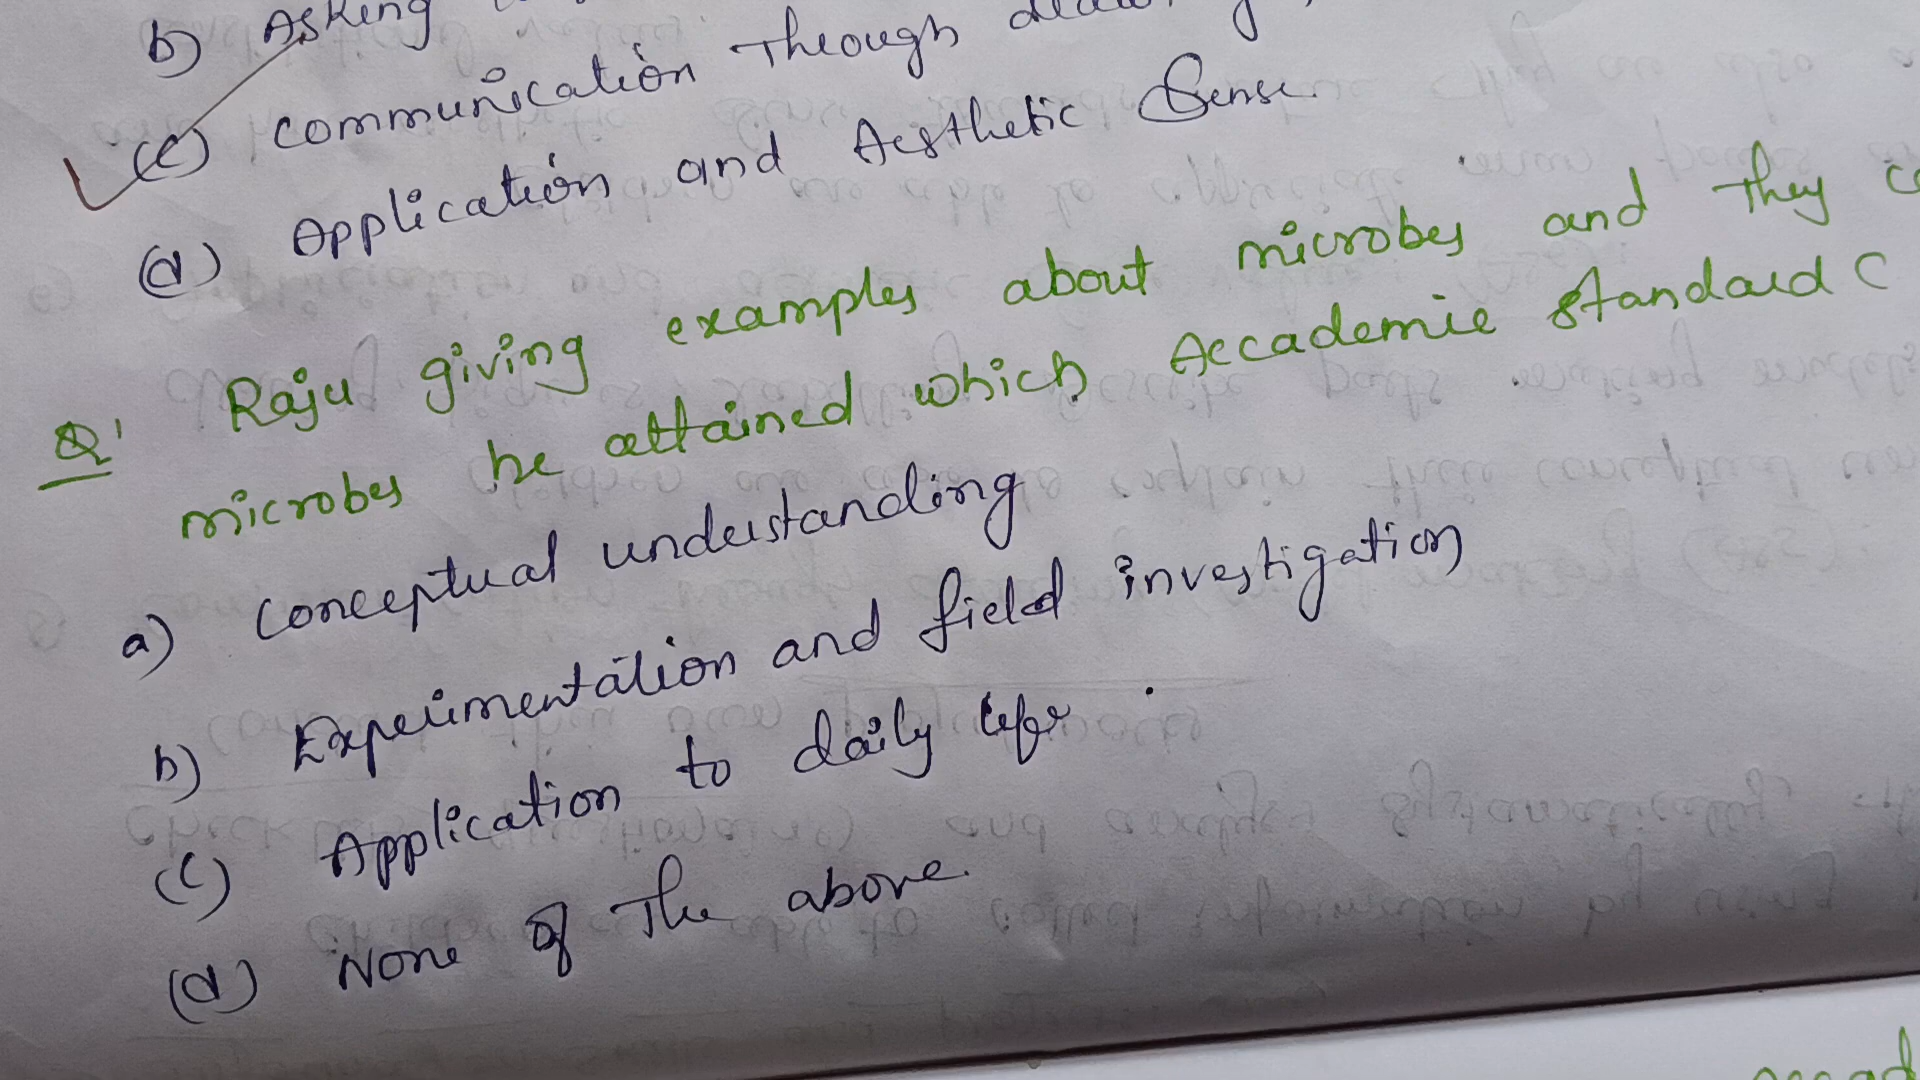 b) Asking
(c) communication Through
(d) Application and Aesthetic Sense.
Q' Raju giving examples about microbes and They
microbes he attained which Accademic standard C
a) conceptual understanding
b) Experimentation and field investigation
(c) Application to daily life.
(d) None of The above.